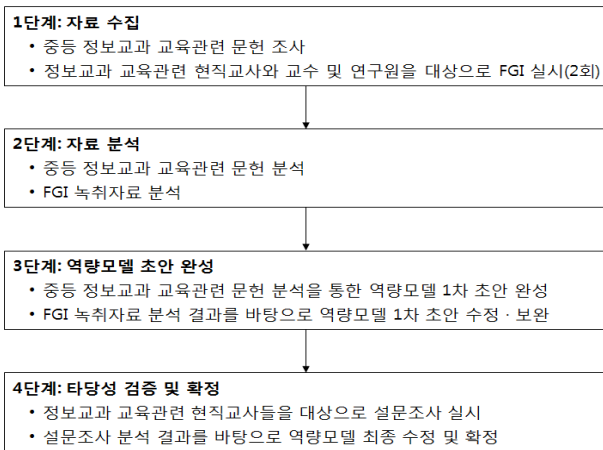 1단계: 자료 수집
• 중등 정보교과 교육관련 문헌 조사
• 정보교과 교육관련 현직교사와 교수 및 연구원을 대상으로 FGI 실시(2회)
2단계: 자료 분석
• 중등 정보교과 교육관련 문헌 분석
• FGI 녹취자료 분석
3단계: 역량모델 초안 완성
• 중등 정보교과 교육관련 문헌 분석을 통한 역량모델 1차 초안 완성
• FGI 녹취자료 분석 결과를 바탕으로 역량모델 1차 초안 수정 · 보완
4단계: 타당성 검증 및 확정
• 정보교과 교육관련 현직교사들을 대상으로 설문조사 실시
• 설문조사 분석 결과를 바탕으로 역량모델 최종 수정 및 확정